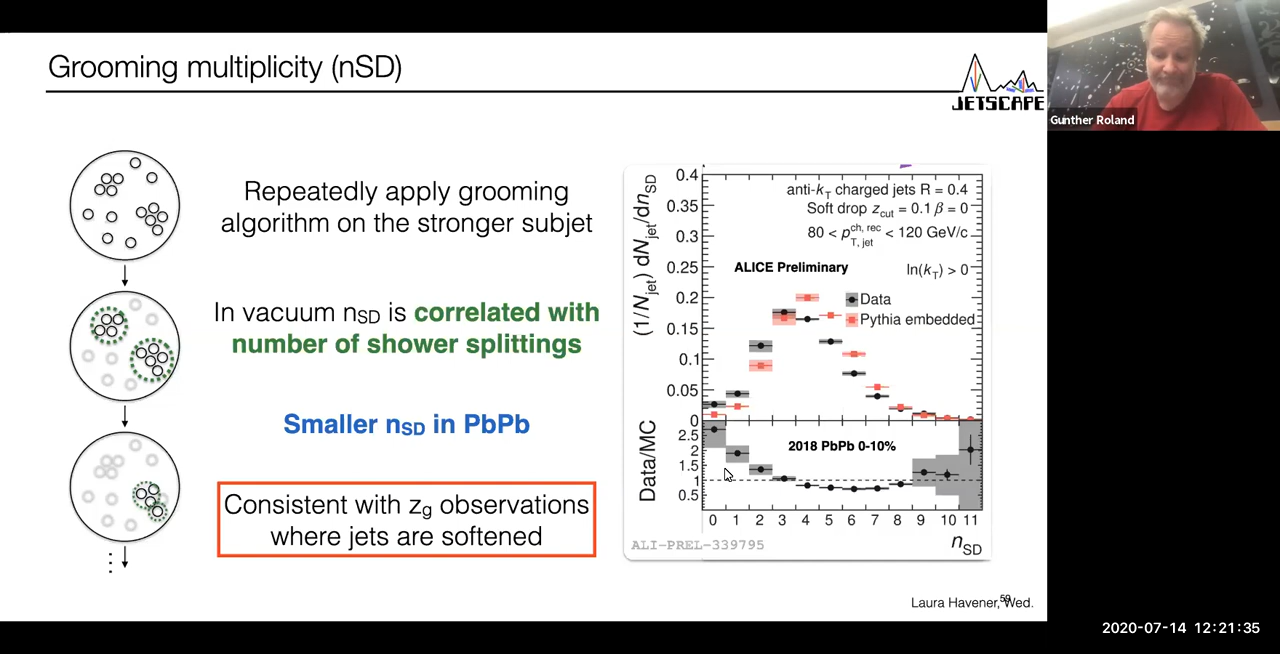 Grooming multiplicity (nSD)
JETSCAPE
Gunther Roland
Repeatedly apply grooming
algorithm on the stronger subjet
In vacuum nSD is correlated with
number of shower splittings
Smaller nSD in PbPb
Consistent with zg observations
where jets are softened
(1/Njet) dNjet/dnSD
0.4
0.35
0.3
0.25
0.2
0.15
0.1
0.05
0
anti-kT charged jets R = 0.4
Soft drop zcut = 0.1 β = 0
80 < pT, jet ch, rec < 120 GeV/c
ALICE Preliminary
ln(kT) > 0
Data
Pythia embedded
Data/MC
2.5
2
1.5
1
0.5
2018 PbPb 0-10%
0 1 2 3 4 5 6 7 8 9 10 11
nSD
ALI-PREL-339795
Laura Havener, Wed.
2020-07-14 12:21:35